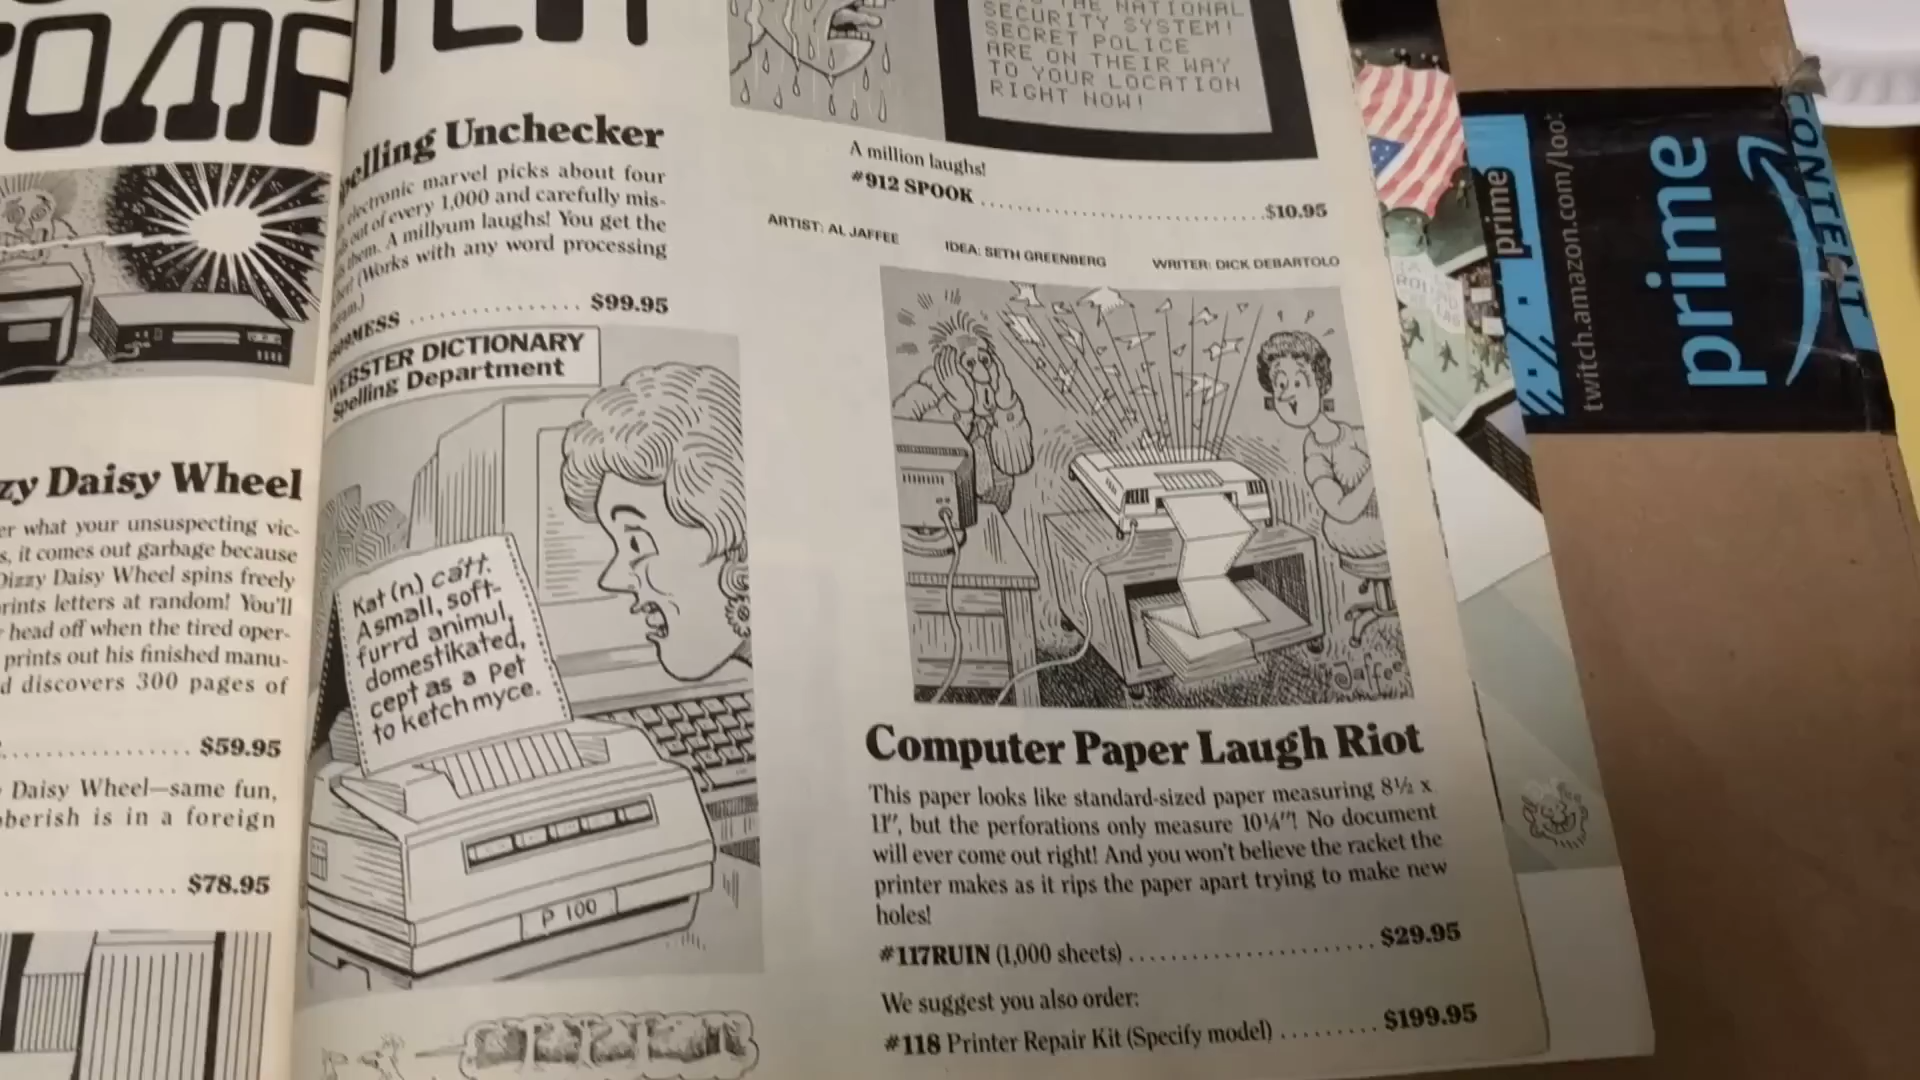 Daisy Wheel
what your unsuspecting vic-
it comes out garbage because
Dizzy Daisy Wheel spins freely
letters at random! You'll
head off when the tired oper-
prints out his finished manu-
discovers 300 pages of
$59.95
Daisy Wheel—same fun,
is in a foreign
$78.95
Unchecker
electronic marvel picks about four
out of every 1,000 and carefully mis-
them. A millyum laughs! You get the
(Works with any word processing
$99.95
WEBSTER DICTIONARY
Spelling Department
Kat (n) cătt.
A small, soft-
furrd animul,
domestikated,
cept as a Pet
to ketch myce.
P 100
THE NATIONAL
SECURITY SYSTEM!
SECRET POLICE
ARE ON THEIR WAY
TO YOUR LOCATION
RIGHT NOW!
A million laughs!
#912 SPOOK ........................ $10.95
ARTIST: AL JAFFEE IDEA: SETH GREENBERG WRITER: DICK DEBARTOLO
Jaffee
Computer Paper Laugh Riot
This paper looks like standard-sized paper measuring 8½ x
11", but the perforations only measure 10¼"! No document
will ever come out right! And you won't believe the racket the
printer makes as it rips the paper apart trying to make new
holes!
#117RUIN (1,000 sheets) ........................ $29.95
We suggest you also order:
#118 Printer Repair Kit (Specify model) ......... $199.95
prime
twitch.amazon.com/loot
prime